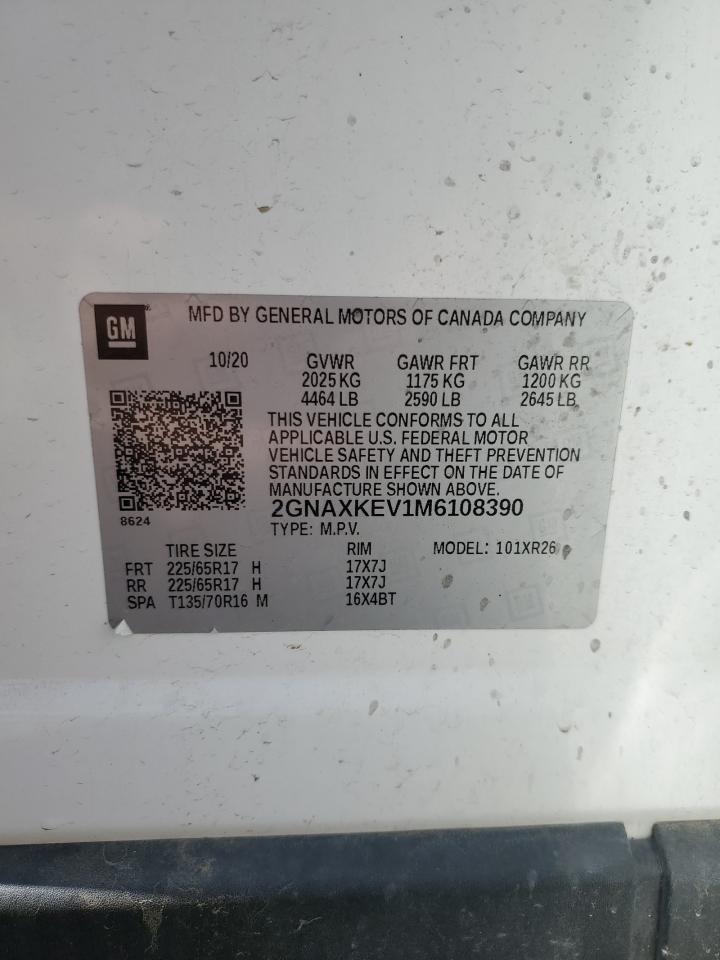 GM
MFD BY GENERAL MOTORS OF CANADA COMPANY
10/20 GVWR GAWR FRT GAWR RR
2025 KG 1175 KG 1200 KG
4464 LB 2590 LB 2645 LB
THIS VEHICLE CONFORMS TO ALL
APPLICABLE U.S. FEDERAL MOTOR
VEHICLE SAFETY AND THEFT PREVENTION
STANDARDS IN EFFECT ON THE DATE OF
MANUFACTURE SHOWN ABOVE.
8624 2GNAXKEV1M6108390
TYPE: M.P.V.
TIRE SIZE RIM MODEL: 101XR26
FRT 225/65R17 H 17X7J
RR 225/65R17 H 17X7J
SPA T135/70R16 M 16X4BT